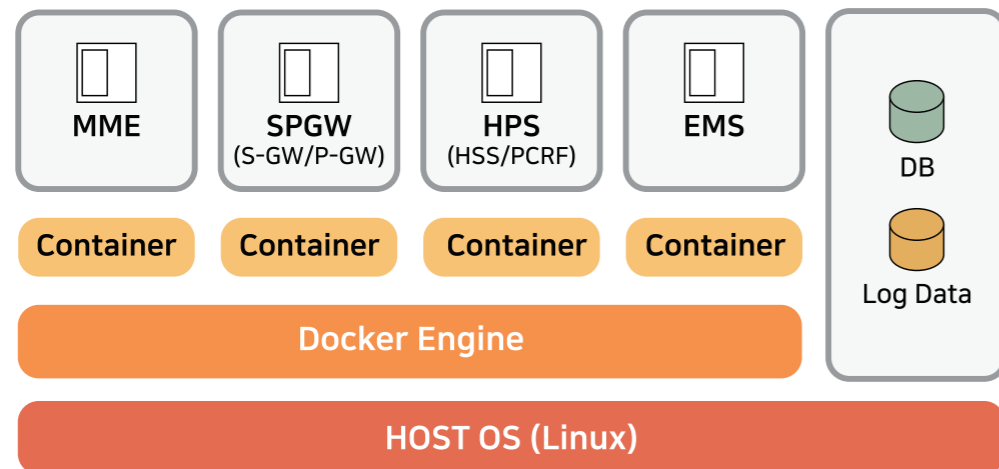 MME
SPGW
(S-GW/P-GW)
HPS
(HSS/PCRF)
EMS
DB
Log Data
Container
Container
Container
Container
Docker Engine
HOST OS (Linux)